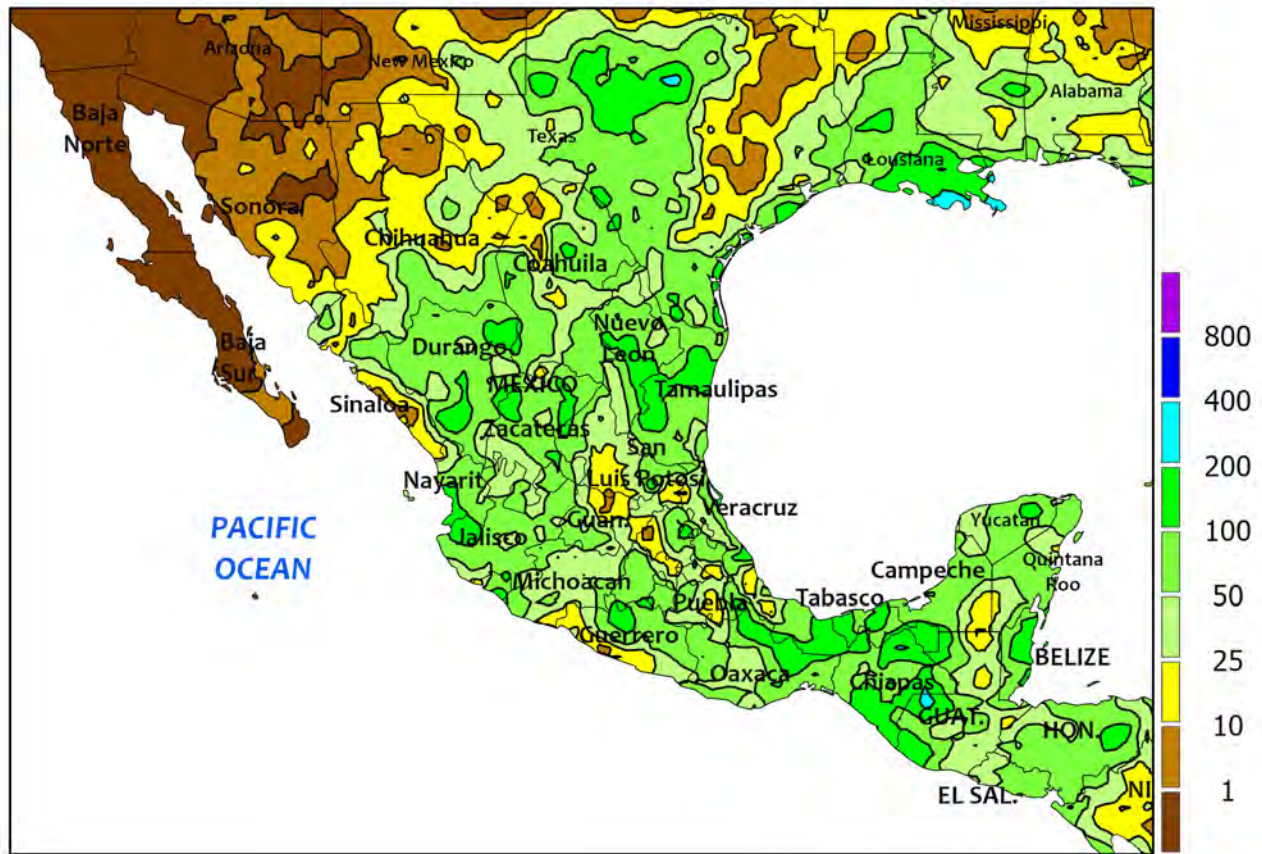 Mississippi
Arizona
New Mexico
Alabama
Baja
Norte
Texas
Lousiana
Sonora
Chihuahua
Coahuila
Nuevo
Leon
Durango
Baja
Sur
MEXICO
Tamaulipas
Sinaloa
Zacateras
San
Luis Potosi
Nayarit
Veracruz
Guan.
Yucatan
PACIFIC
OCEAN
Jalisco
Quintana
Roo
Campeche
Michoacan
Puebla
Tabasco
Guerrero
BELIZE
Oaxaca
Chiapas
GUAT.
HON.
EL SAL.
NI
800
400
200
100
50
25
10
1